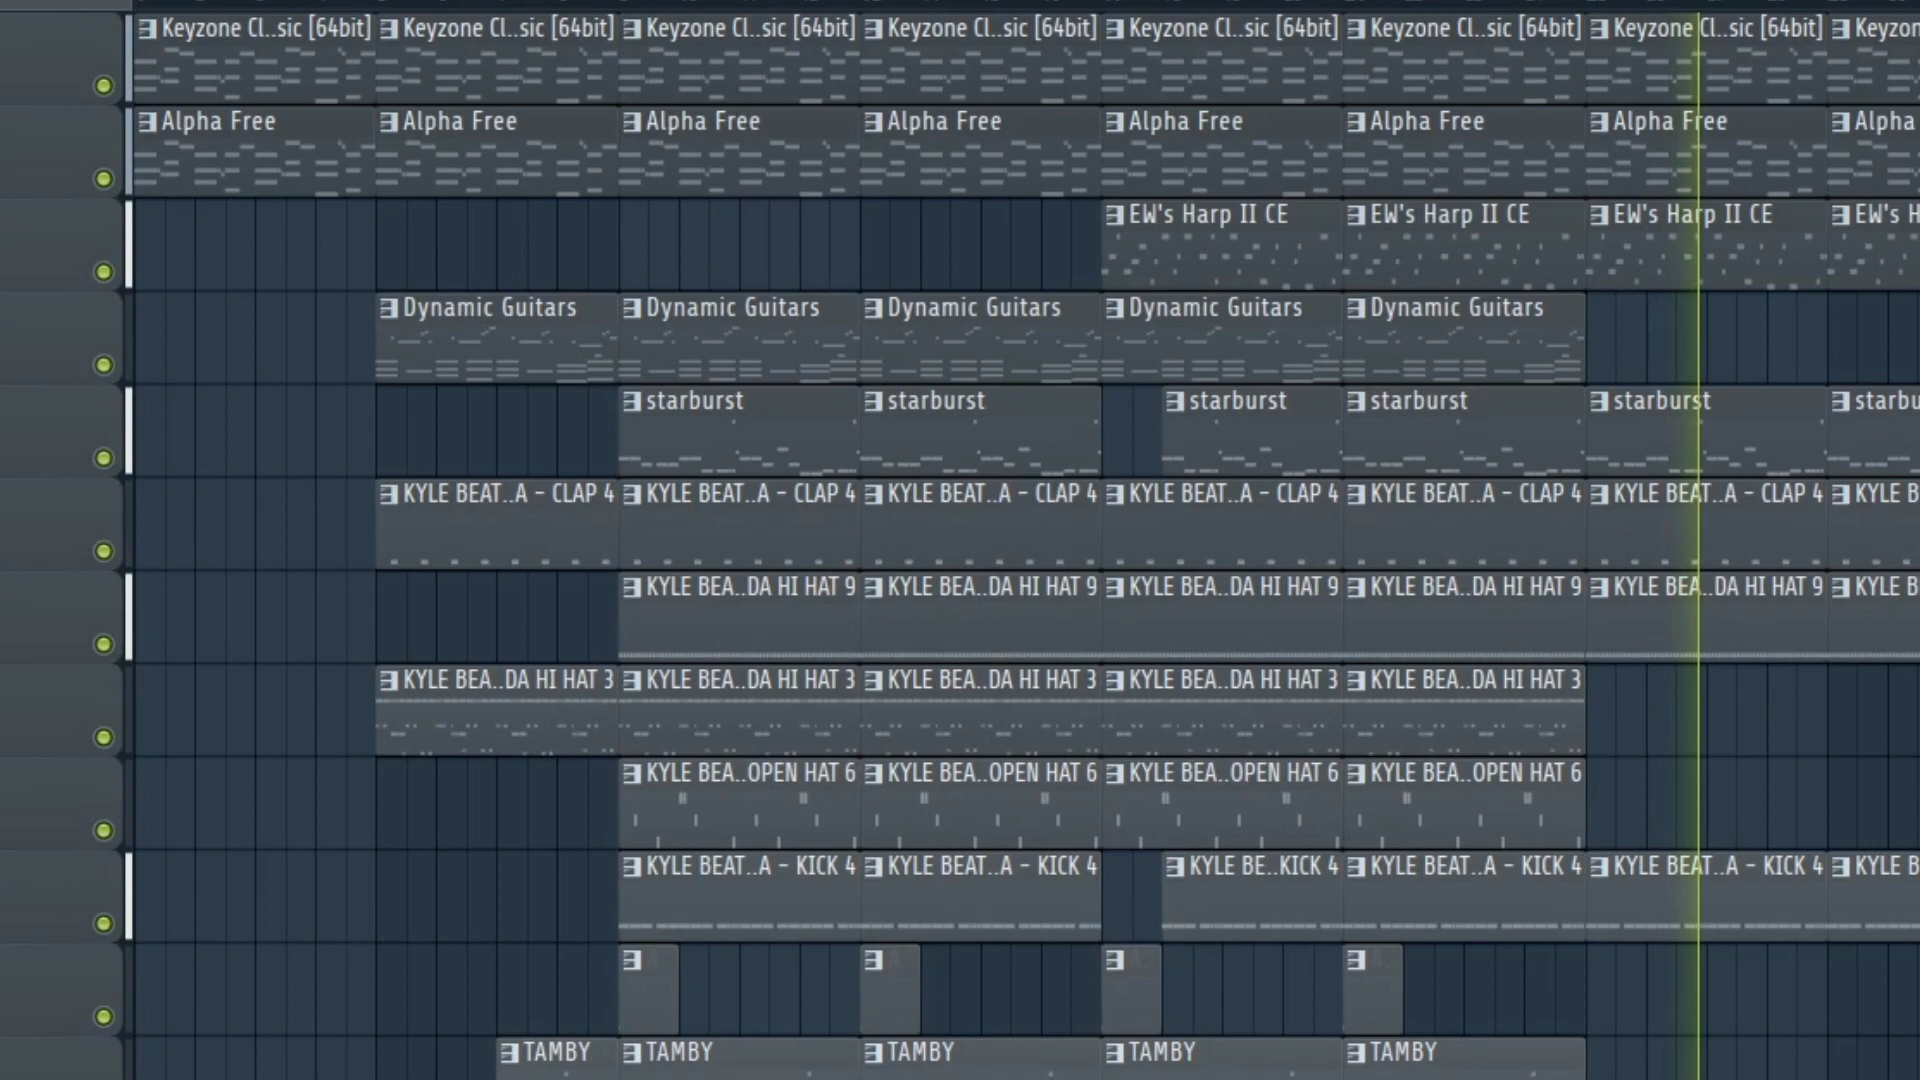 Keyzone Cl..sic [64bit] Keyzone Cl..sic [64bit] Keyzone Cl..sic [64bit] Keyzone Cl..sic [64bit] Keyzone Cl..sic [64bit] Keyzone Cl..sic [64bit] Keyzone Cl..sic [64bit] Keyzon
Alpha Free Alpha Free Alpha Free Alpha Free Alpha Free Alpha Free Alpha Free Alpha
EW's Harp II CE EW's Harp II CE EW's Harp II CE EW's H
Dynamic Guitars Dynamic Guitars Dynamic Guitars Dynamic Guitars Dynamic Guitars
starburst starburst starburst starburst starburst starbu
KYLE BEAT..A - CLAP 4 KYLE BEAT..A - CLAP 4 KYLE BEAT..A - CLAP 4 KYLE BEAT..A - CLAP 4 KYLE BEAT..A - CLAP 4 KYLE BEAT..A - CLAP 4 KYLE B
KYLE BEA..DA HI HAT 9 KYLE BEA..DA HI HAT 9 KYLE BEA..DA HI HAT 9 KYLE BEA..DA HI HAT 9 KYLE BEA..DA HI HAT 9 KYLE B
KYLE BEA..DA HI HAT 3 KYLE BEA..DA HI HAT 3 KYLE BEA..DA HI HAT 3 KYLE BEA..DA HI HAT 3 KYLE BEA..DA HI HAT 3
KYLE BEA..OPEN HAT 6 KYLE BEA..OPEN HAT 6 KYLE BEA..OPEN HAT 6 KYLE BEA..OPEN HAT 6
KYLE BEAT..A - KICK 4 KYLE BEAT..A - KICK 4 KYLE BE..KICK 4 KYLE BEAT..A - KICK 4 KYLE BEAT..A - KICK 4 KYLE B
TAMBY TAMBY TAMBY TAMBY TAMBY